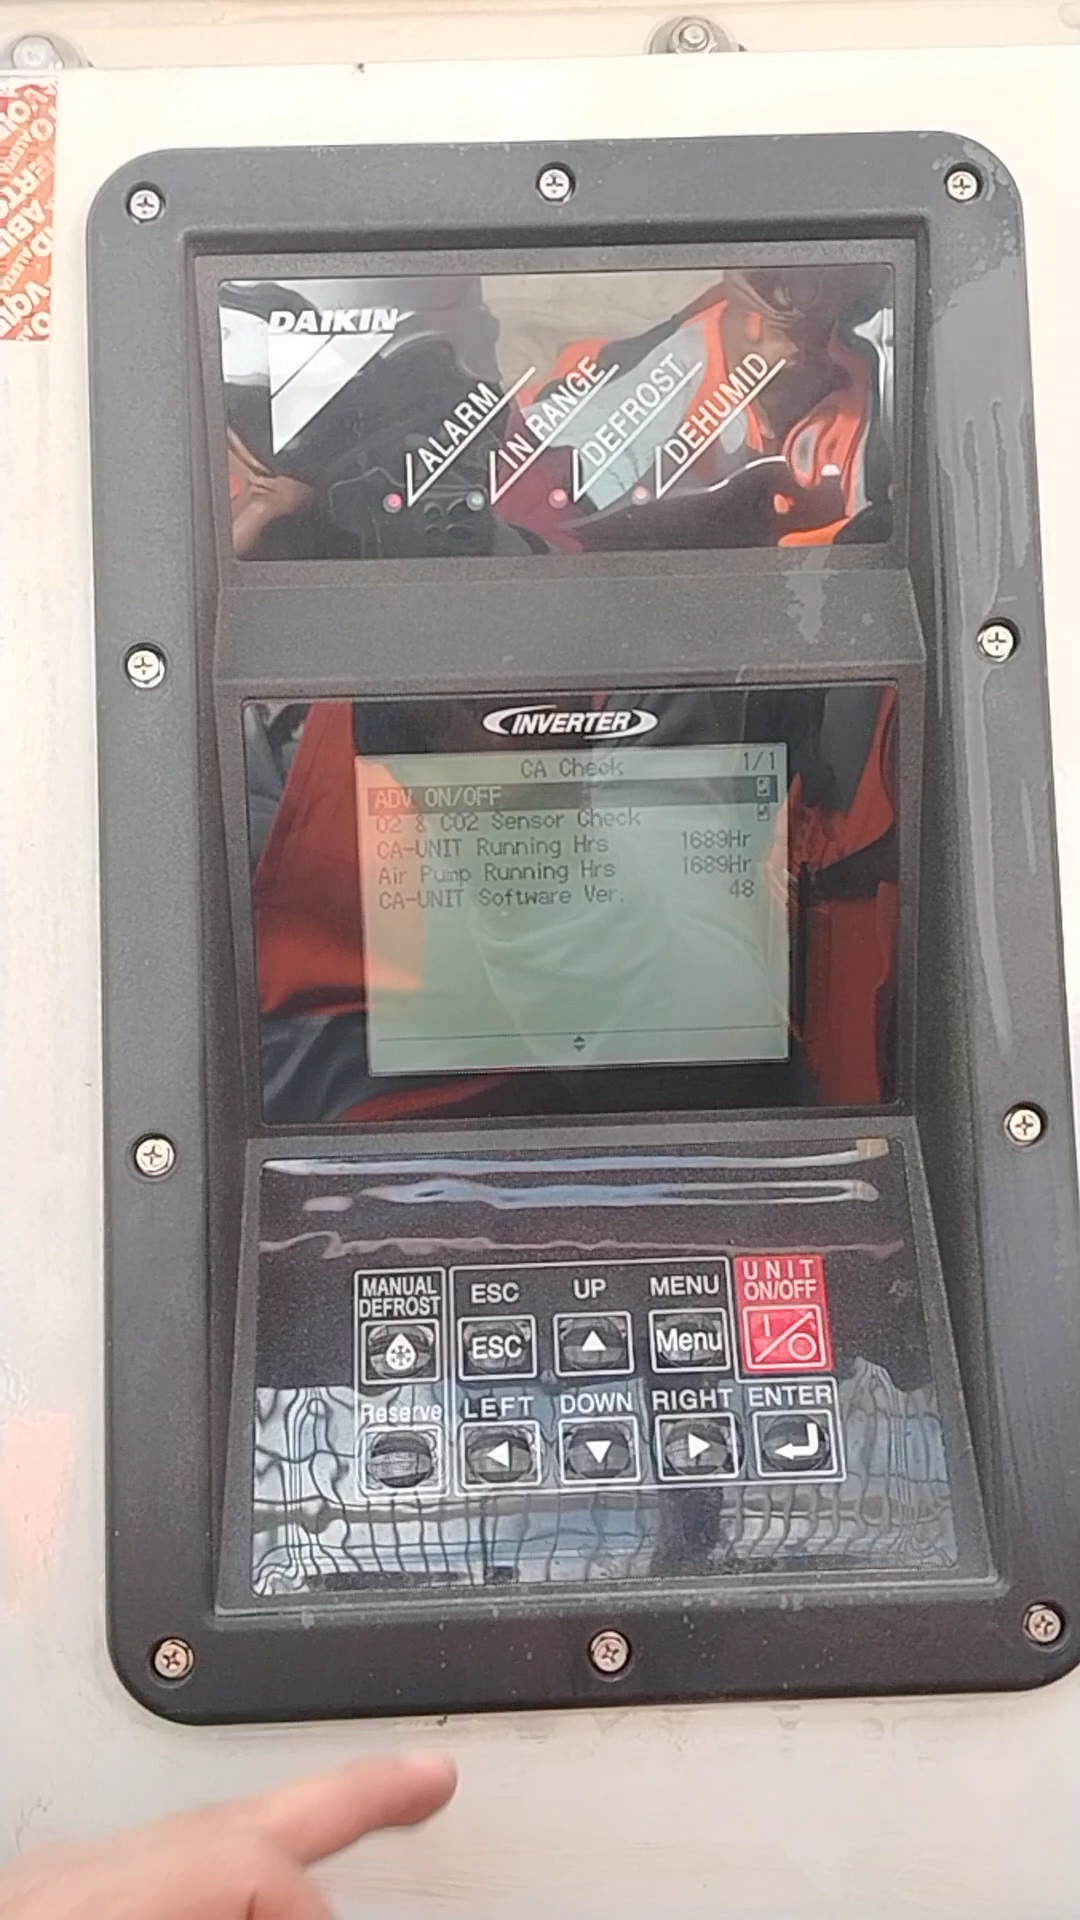 DAIKIN
ALARM
IN RANGE
DEFROST
DEHUMID
INVERTER
CA Check 1/1
ADV ON/OFF
O2 & CO2 Sensor Check
CA-UNIT Running Hrs 1689Hr
Air Pump Running Hrs 1689Hr
CA-UNIT Software Ver. 48
MANUAL DEFROST
ESC
UP
MENU
UNIT ON/OFF
ESC
Menu
Reserve
LEFT
DOWN
RIGHT
ENTER